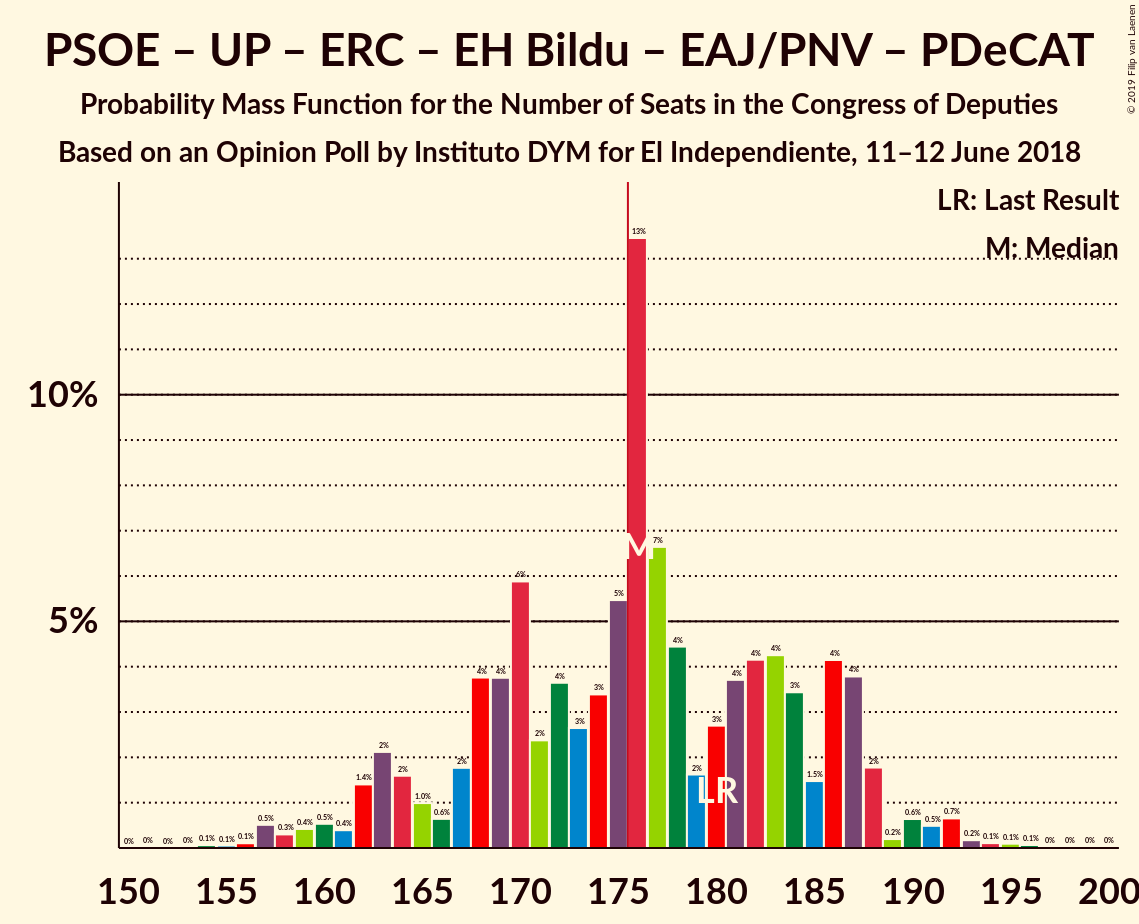 PSOE – UP – ERC – EH Bildu – EAJ/PNV – PDeCAT
Probability Mass Function for the Number of Seats in the Congress of Deputies
Based on an Opinion Poll by Instituto DYM for El Independiente, 11–12 June 2018
© 2019 Filip van Laenen
LR: Last Result
M: Median
10%
5%
0% 0% 0% 0% 0.1% 0.1% 0.1% 0.5% 0.3% 0.4% 0.5% 0.4% 1.4% 2% 2% 1.0% 0.6% 2% 4% 4% 6% 2% 4% 3% 3% 5% 13% 7% 4% 2% 3% 4% 4% 4% 3% 1.5% 4% 4% 2% 0.2% 0.6% 0.5% 0.7% 0.2% 0.1% 0.1% 0.1% 0% 0% 0% 0%
M
LR
150 155 160 165 170 175 180 185 190 195 200